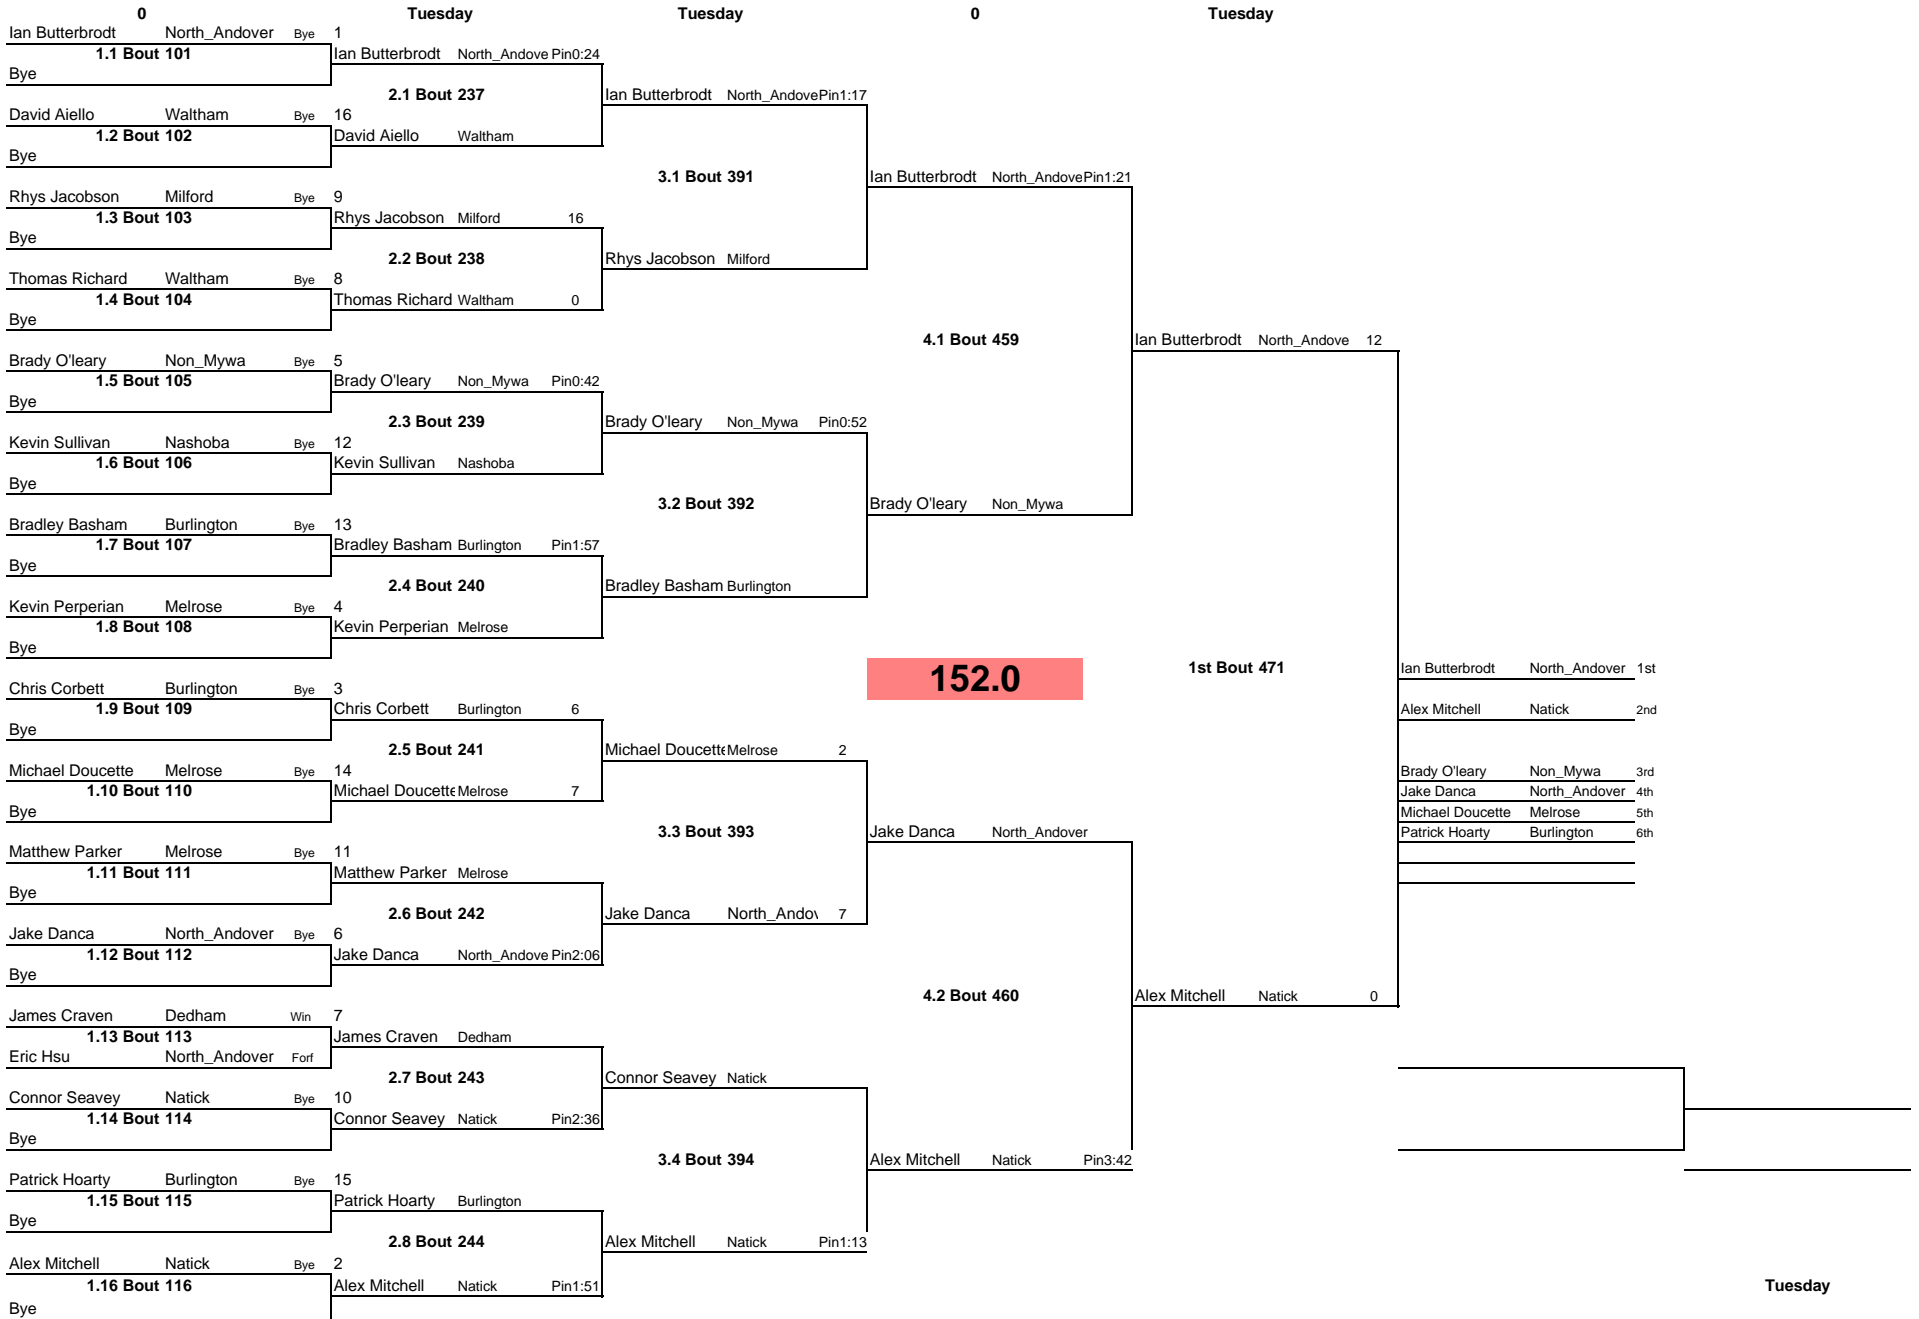 0 Tuesday Tuesday 0 Tuesday
Ian Butterbrodt North_Andover Bye 1
1.1 Bout 101 Ian Butterbrodt North_Andove Pin0:24
Bye
2.1 Bout 237 Ian Butterbrodt North_Andove Pin1:17
David Aiello Waltham Bye 16
1.2 Bout 102 David Aiello Waltham
Bye
3.1 Bout 391 Ian Butterbrodt North_Andove Pin1:21
Rhys Jacobson Milford Bye 9
1.3 Bout 103 Rhys Jacobson Milford 16
Bye
2.2 Bout 238 Rhys Jacobson Milford
Thomas Richard Waltham Bye 8
1.4 Bout 104 Thomas Richard Waltham 0
Bye
4.1 Bout 459 Ian Butterbrodt North_Andove 12
Brady O'leary Non_Mywa Bye 5
1.5 Bout 105 Brady O'leary Non_Mywa Pin0:42
Bye
2.3 Bout 239 Brady O'leary Non_Mywa Pin0:52
Kevin Sullivan Nashoba Bye 12
1.6 Bout 106 Kevin Sullivan Nashoba
Bye
3.2 Bout 392 Brady O'leary Non_Mywa
Bradley Basham Burlington Bye 13
1.7 Bout 107 Bradley Basham Burlington Pin1:57
Bye
2.4 Bout 240 Bradley Basham Burlington
Kevin Perperian Melrose Bye 4
1.8 Bout 108 Kevin Perperian Melrose
Bye
152.0 1st Bout 471 Ian Butterbrodt North_Andover 1st
Chris Corbett Burlington Bye 3
1.9 Bout 109 Chris Corbett Burlington 6 Alex Mitchell Natick 2nd
Bye
2.5 Bout 241 Michael Doucette Melrose 2
Michael Doucette Melrose Bye 14 Brady O'leary Non_Mywa 3rd
1.10 Bout 110 Michael Doucette Melrose 7 Jake Danca North_Andover 4th
Bye Michael Doucette Melrose 5th
3.3 Bout 393 Jake Danca North_Andover Patrick Hoarty Burlington 6th
Matthew Parker Melrose Bye 11
1.11 Bout 111 Matthew Parker Melrose
Bye
2.6 Bout 242 Jake Danca North_Andov 7
Jake Danca North_Andover Bye 6
1.12 Bout 112 Jake Danca North_Andove Pin2:06
Bye
4.2 Bout 460 Alex Mitchell Natick 0
James Craven Dedham Win 7
1.13 Bout 113 James Craven Dedham
Eric Hsu North_Andover Forf
2.7 Bout 243 Connor Seavey Natick
Connor Seavey Natick Bye 10
1.14 Bout 114 Connor Seavey Natick Pin2:36
Bye
3.4 Bout 394 Alex Mitchell Natick Pin3:42
Patrick Hoarty Burlington Bye 15
1.15 Bout 115 Patrick Hoarty Burlington
Bye
2.8 Bout 244 Alex Mitchell Natick Pin1:13
Alex Mitchell Natick Bye 2
1.16 Bout 116 Alex Mitchell Natick Pin1:51 Tuesday
Bye